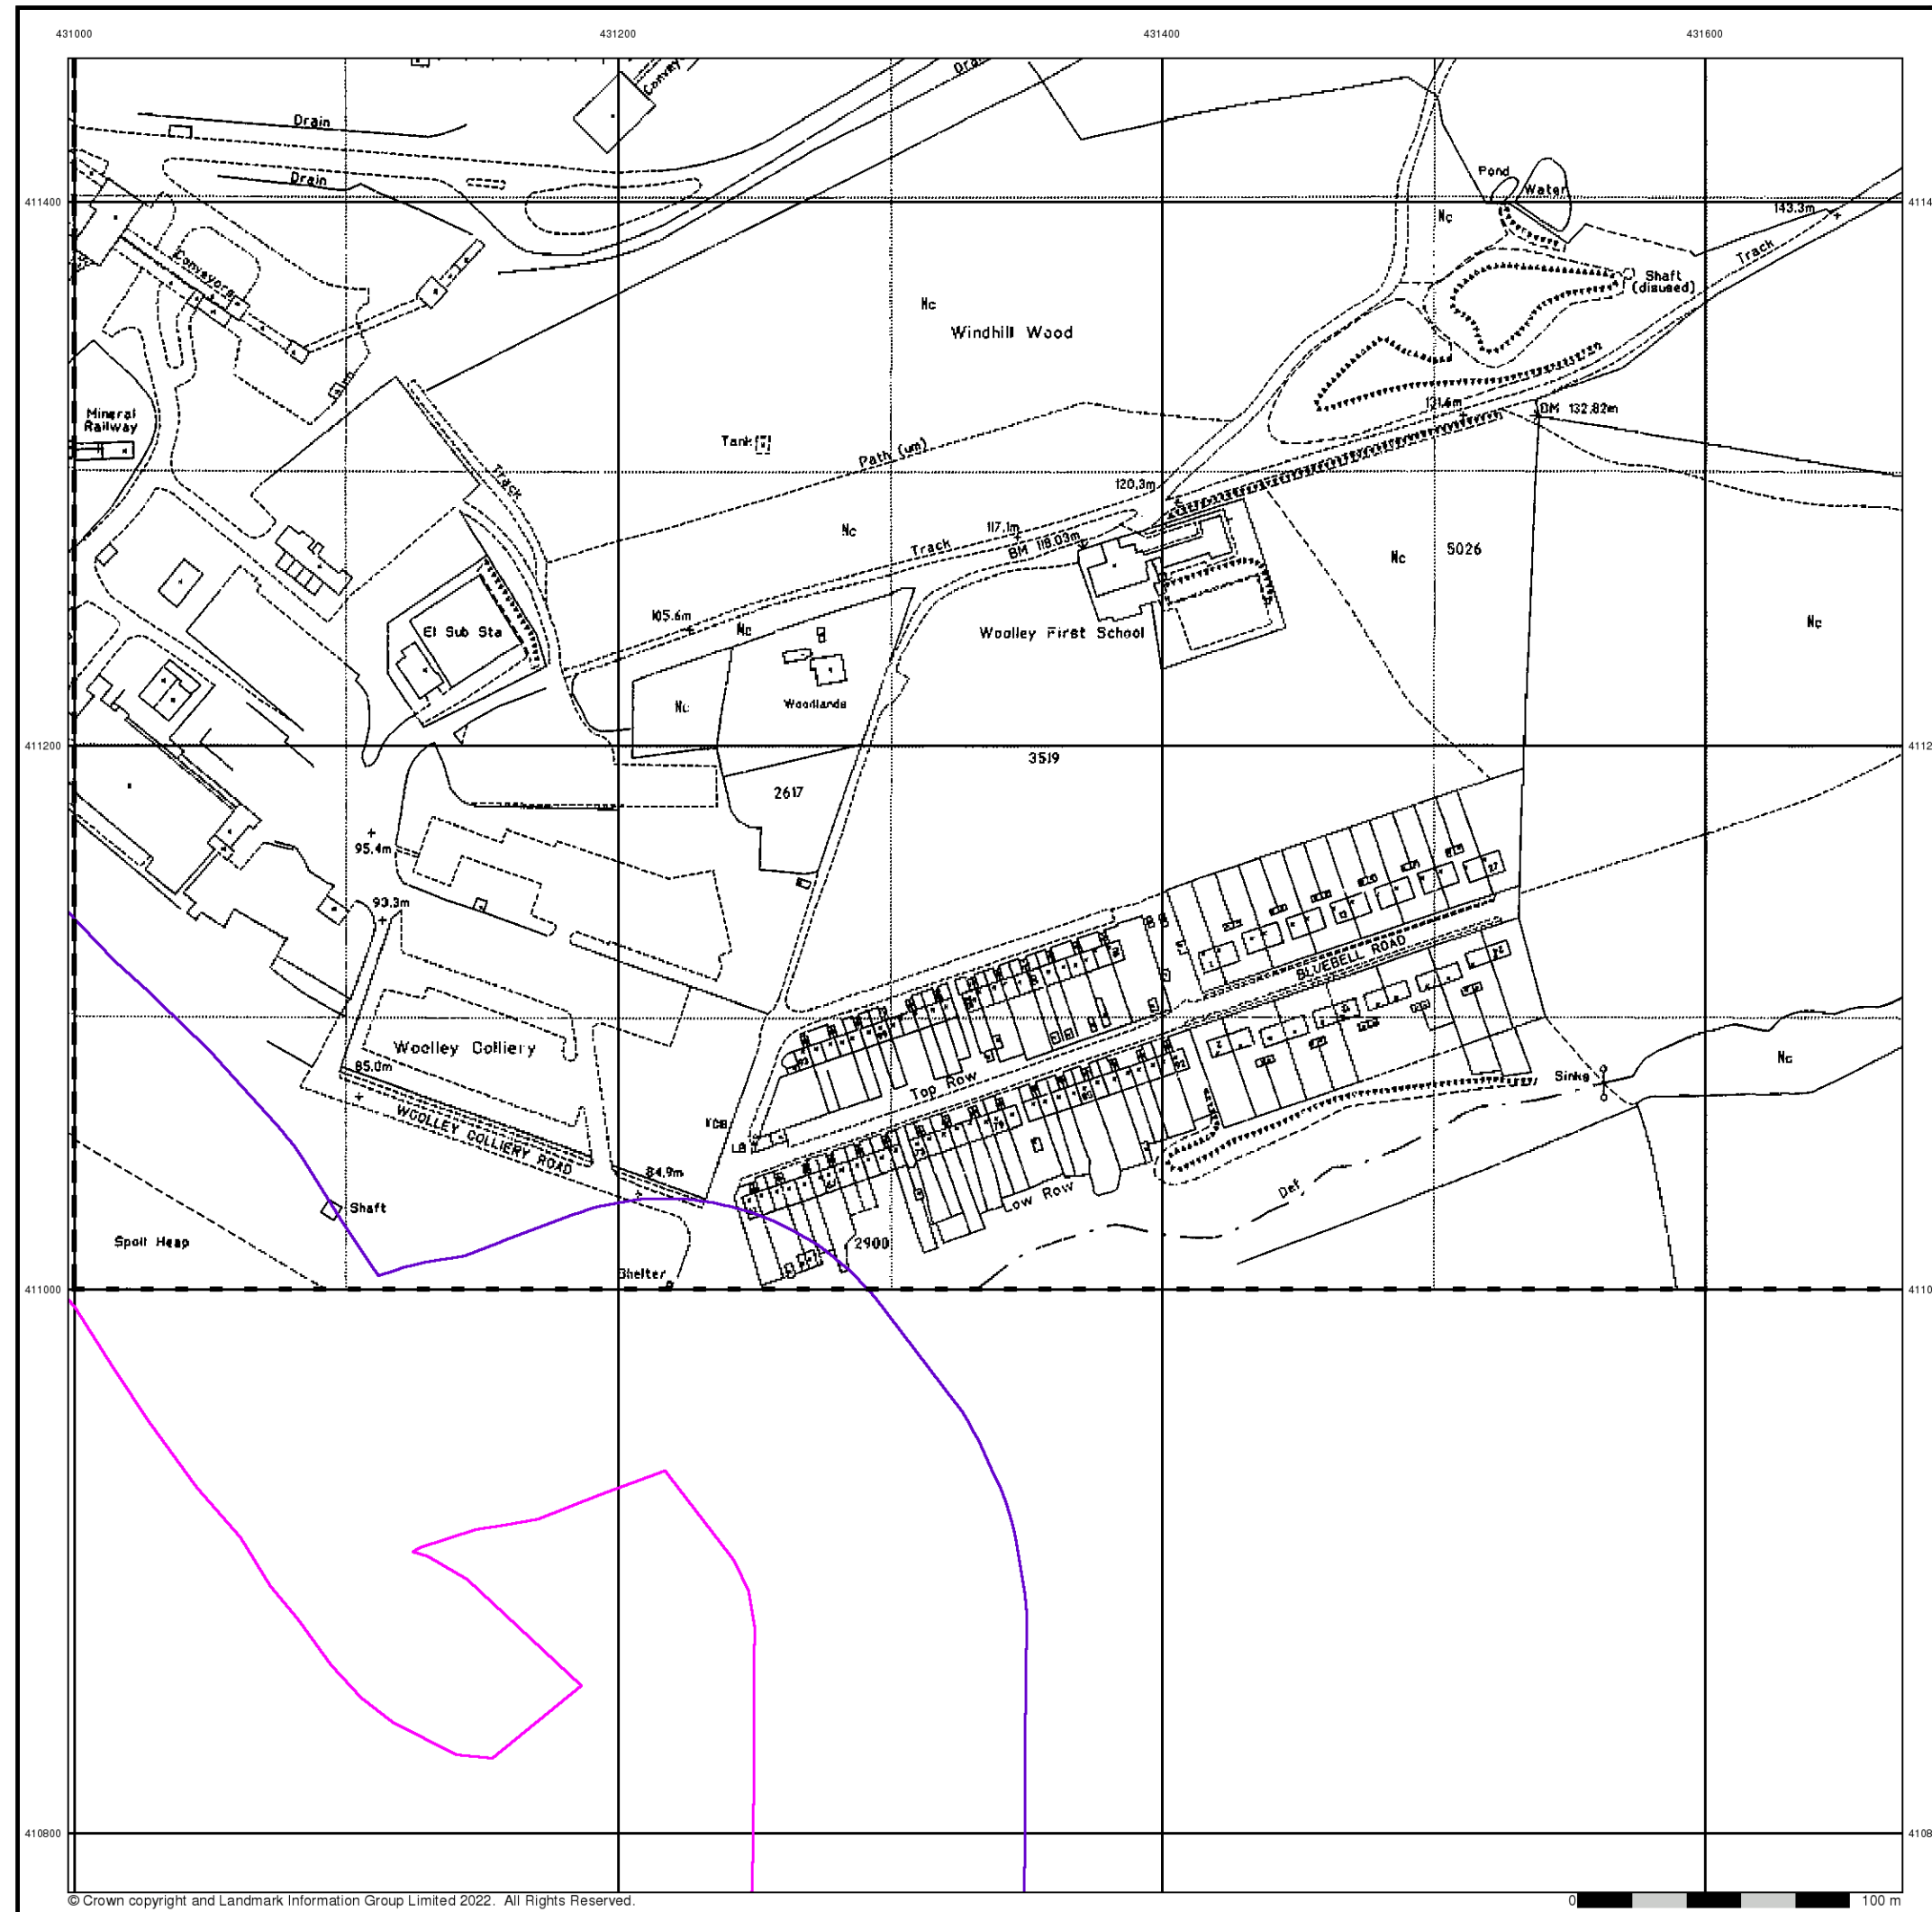 431000
431200
431400
431600
Drain
Drain
Convey
Drain
Conveyors
411400
Pond
Water
Nc
143.3m
Track
Shaft
(disused)
Nc
Windhill Wood
Mineral
Railway
Track
Tank
Path (um)
131.6m
BM 132.82m
120.3m
117.1m
BM 118.03m
Track
Nc
Nc
5026
El Sub Sta
105.6m
Nc
Woolley First School
Nc
Nc
Woodlands
411200
3519
2617
95.4m
93.3m
27
BLUEBELL ROAD
Woolley Colliery
85.0m
Top Row
Sinks
Nc
WOOLLEY COLLIERY ROAD
84.9m
Low Row
Def
Shaft
Spoil Heap
2900
Shelter
411000
410800
© Crown copyright and Landmark Information Group Limited 2022. All Rights Reserved.
0
100 m